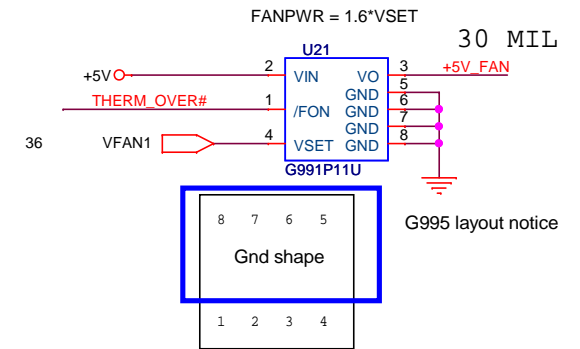 FANPWR = 1.6*VSET
30 MIL
U21
+5V 2 VIN VO 3 +5V_FAN
GND 5
THERM_OVER# 1 /FON GND 6
GND 7
36 VFAN1 4 VSET GND 8
G991P11U
8 7 6 5
G995 layout notice
Gnd shape
1 2 3 4